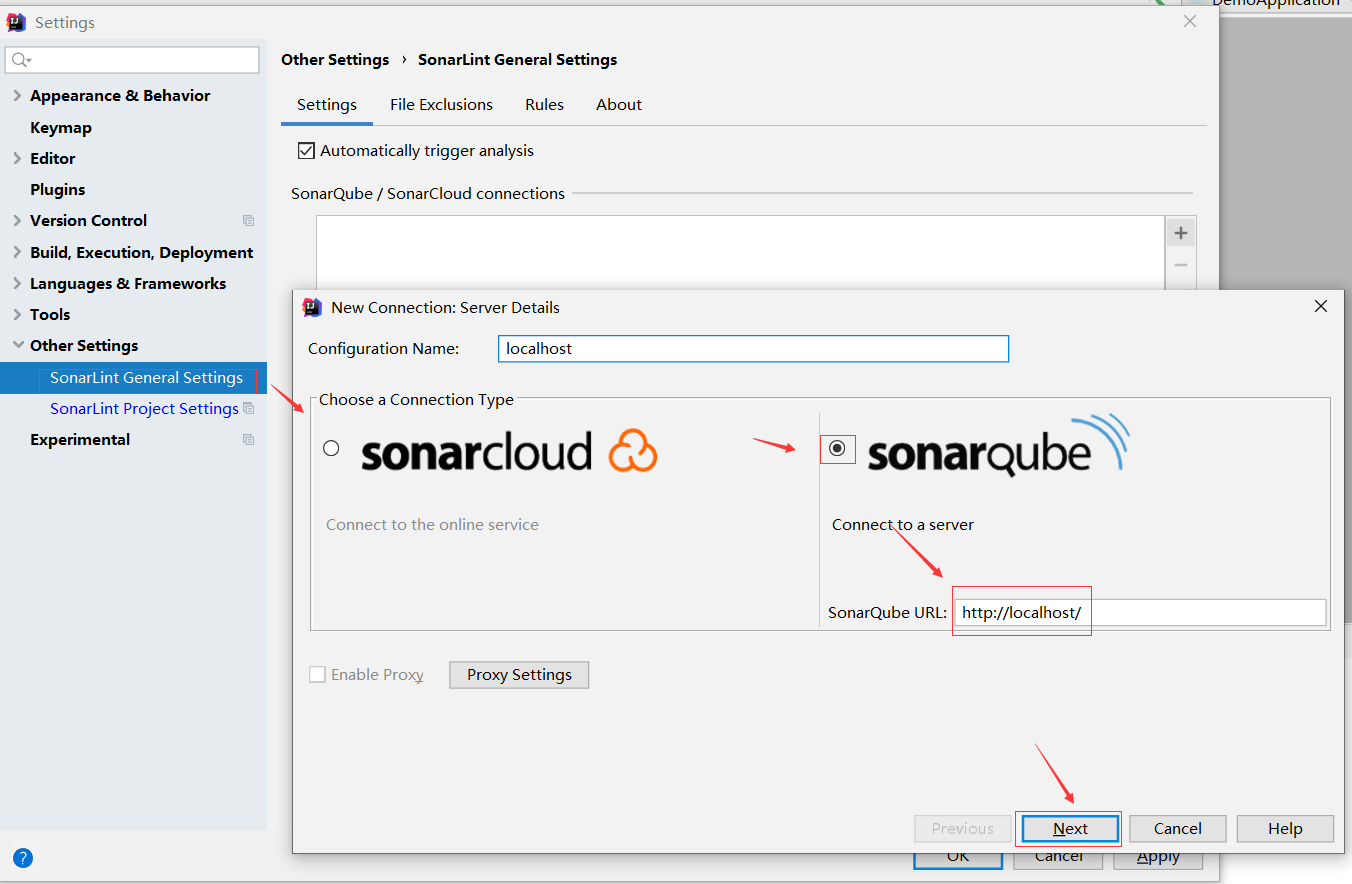 DemoApplication
Settings
Other Settings › SonarLint General Settings
Settings File Exclusions Rules About
Appearance & Behavior
Keymap
Editor
Plugins
Version Control
Build, Execution, Deployment
Languages & Frameworks
Tools
Other Settings
SonarLint General Settings
SonarLint Project Settings
Experimental
Automatically trigger analysis
SonarQube / SonarCloud connections
New Connection: Server Details
Configuration Name: localhost
Choose a Connection Type
sonarcloud
sonarqube
Connect to the online service
Connect to a server
SonarQube URL: http://localhost/
Enable Proxy Proxy Settings
Previous Next Cancel Help
OK Cancel Apply